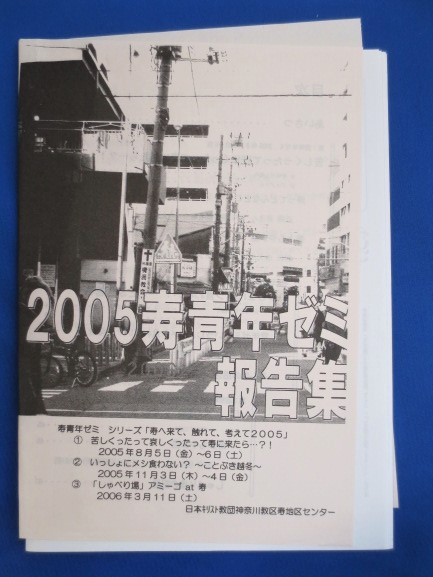 2005寿青年ゼミ
報告集
寿青年ゼミ シリーズ「寿へ来て、触れて、考えて2005」
① 苦しくったって哀しくったって寿に来たら…?!
2005年8月5日(金)~6日(土)
② いっしょにメシ食わない? ~ことぶき越冬~
2005年11月3日(木)~4日(金)
③ 「しゃべり場」アミーゴ at 寿
2006年3月11日(土)
日本キリスト教団神奈川教区寿地区センター